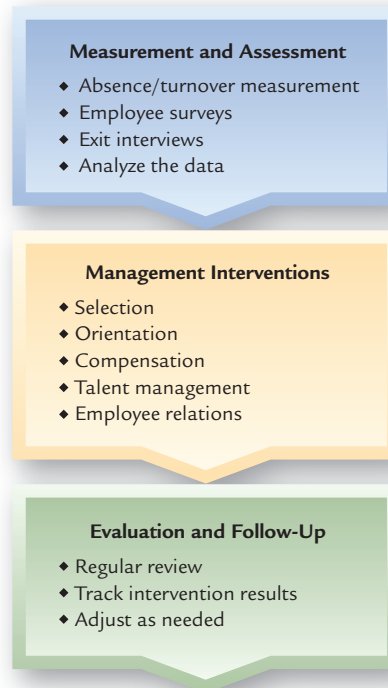 Measurement and Assessment
◆ Absence/turnover measurement
◆ Employee surveys
◆ Exit interviews
◆ Analyze the data
Management Interventions
◆ Selection
◆ Orientation
◆ Compensation
◆ Talent management
◆ Employee relations
Evaluation and Follow-Up
◆ Regular review
◆ Track intervention results
◆ Adjust as needed